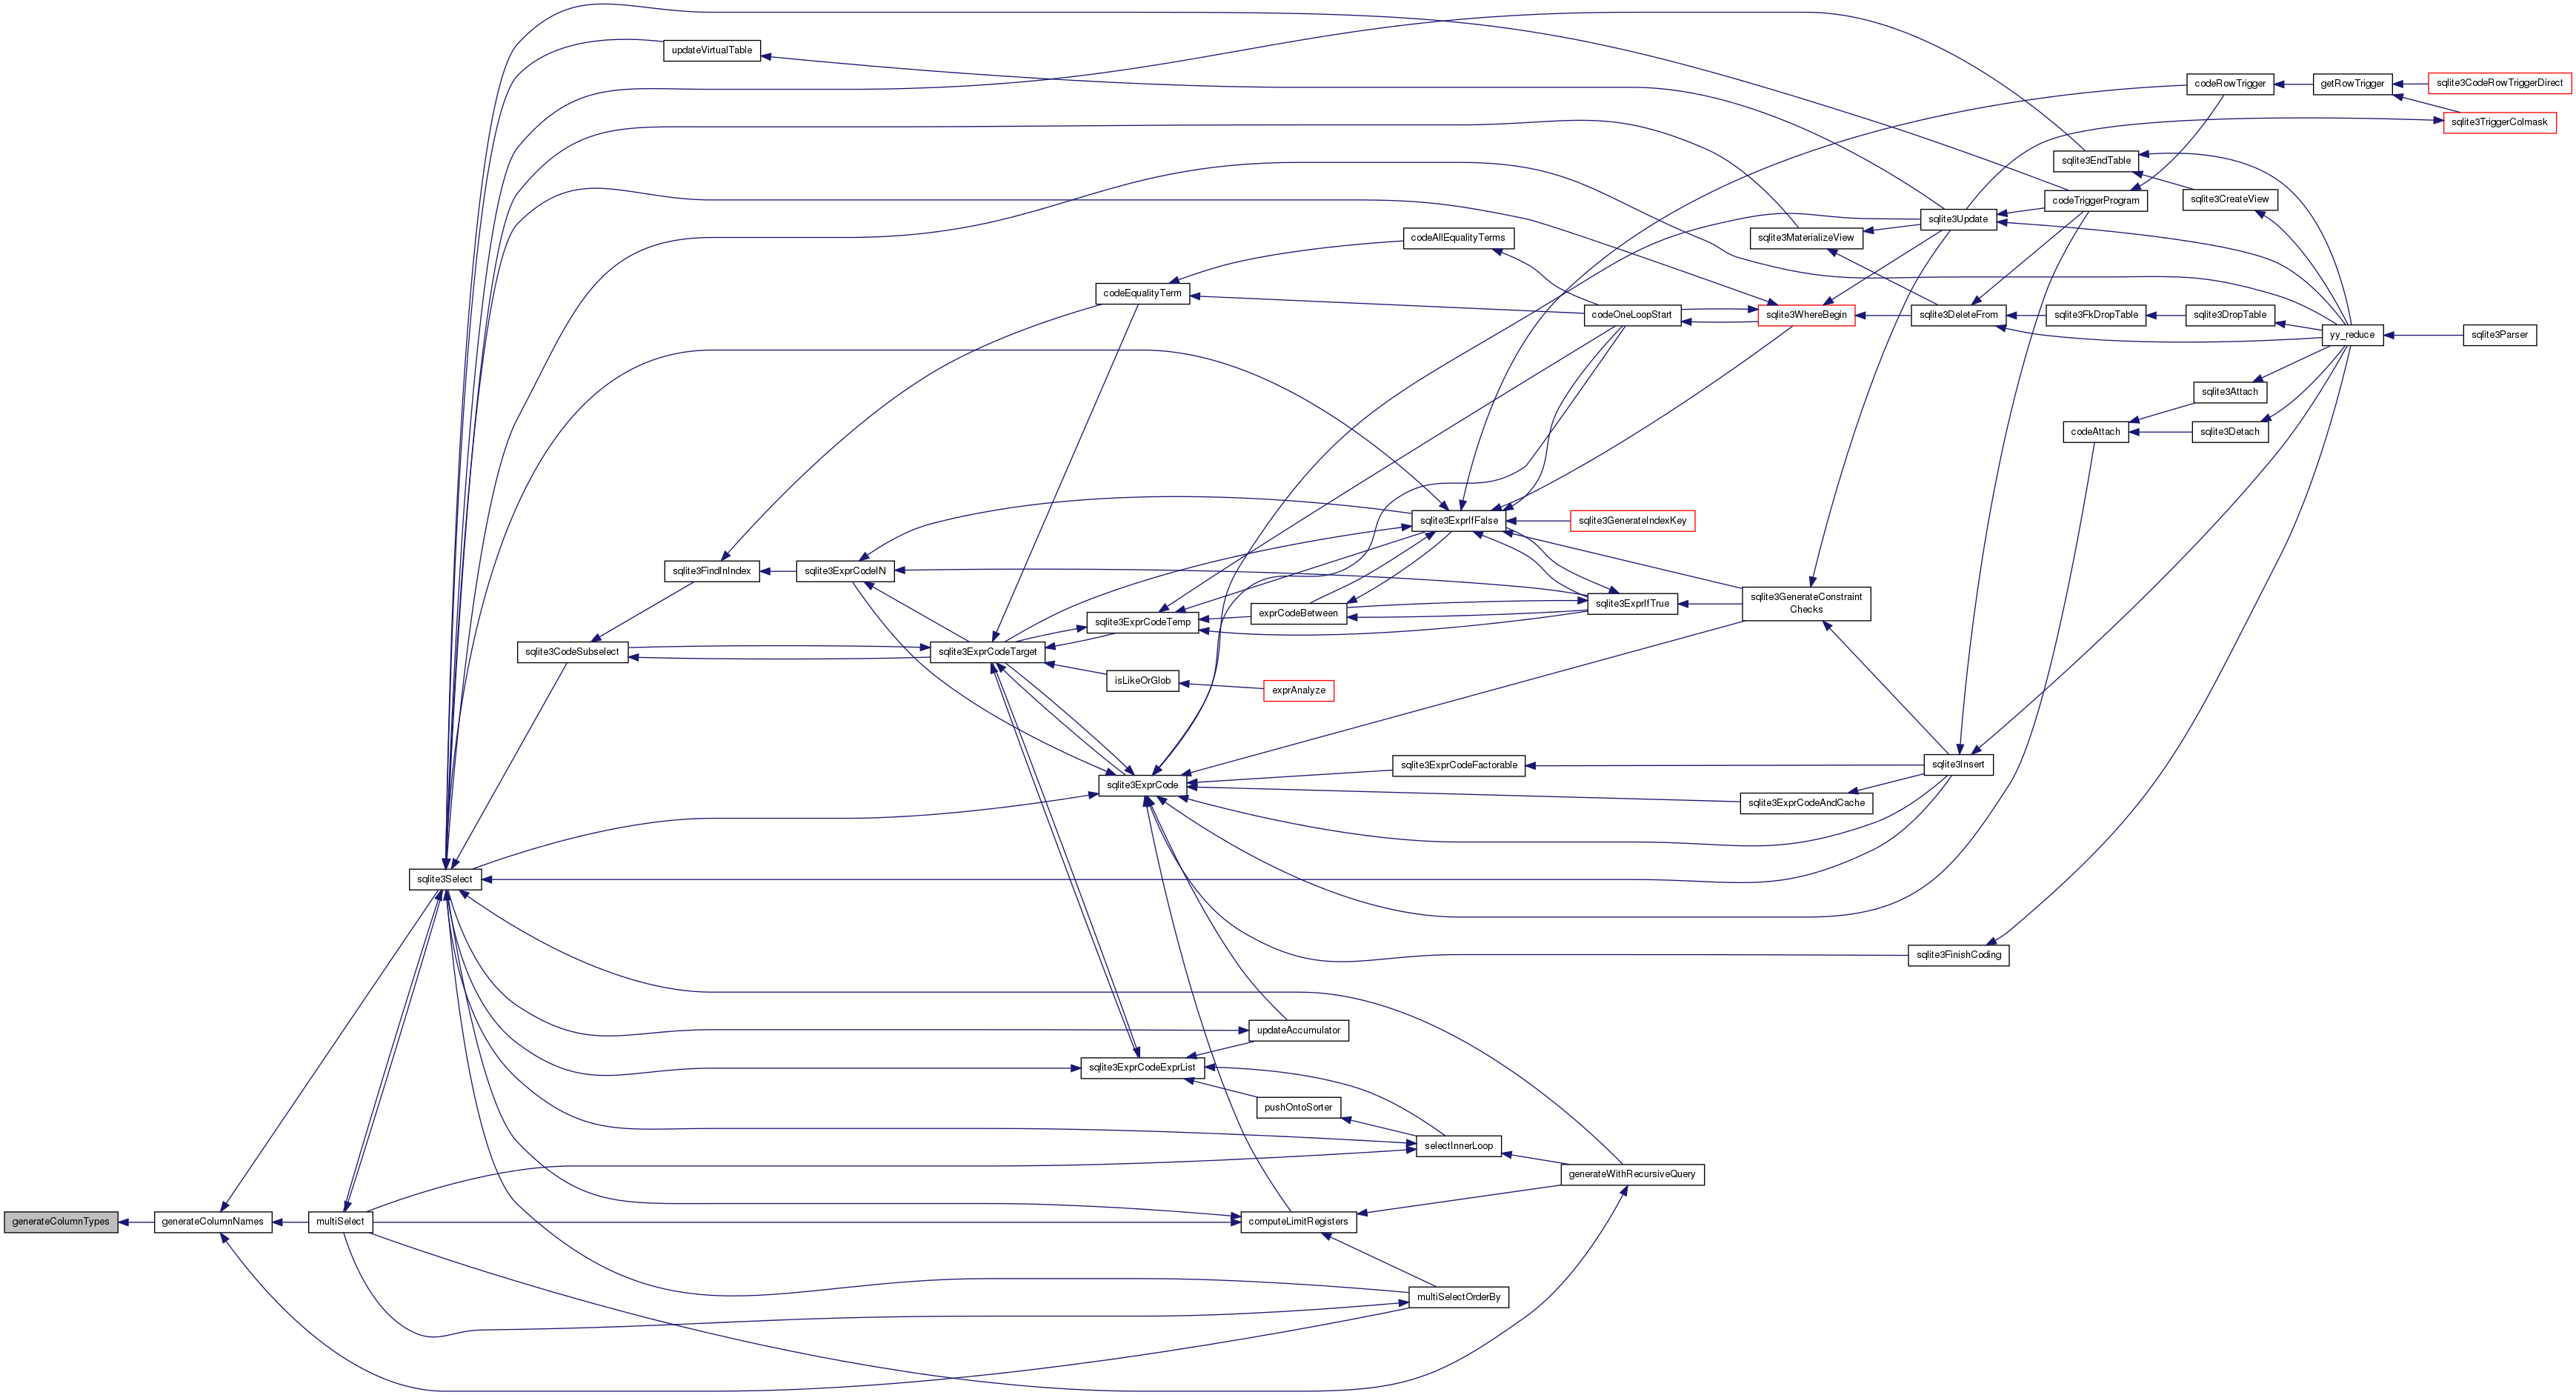 updateVirtualTable
codeRowTrigger
getRowTrigger
sqlite3CodeRowTriggerDirect
sqlite3TriggerColmask
sqlite3EndTable
codeTriggerProgram
sqlite3CreateView
sqlite3Update
codeAllEqualityTerms
sqlite3MaterializeView
codeEqualityTerm
codeOneLoopStart
sqlite3WhereBegin
sqlite3DeleteFrom
sqlite3FkDropTable
sqlite3DropTable
yy_reduce
sqlite3Parser
sqlite3Attach
codeAttach
sqlite3Detach
sqlite3ExprIfFalse
sqlite3GenerateIndexKey
sqlite3FindInIndex
sqlite3ExprCodeIN
sqlite3GenerateConstraint
Checks
exprCodeBetween
sqlite3ExprIfTrue
sqlite3ExprCodeTemp
sqlite3CodeSubselect
sqlite3ExprCodeTarget
isLikeOrGlob
exprAnalyze
sqlite3ExprCodeFactorable
sqlite3Insert
sqlite3ExprCode
sqlite3ExprCodeAndCache
sqlite3Select
sqlite3FinishCoding
updateAccumulator
sqlite3ExprCodeExprList
pushOntoSorter
selectInnerLoop
generateWithRecursiveQuery
generateColumnTypes
generateColumnNames
multiSelect
computeLimitRegisters
multiSelectOrderBy